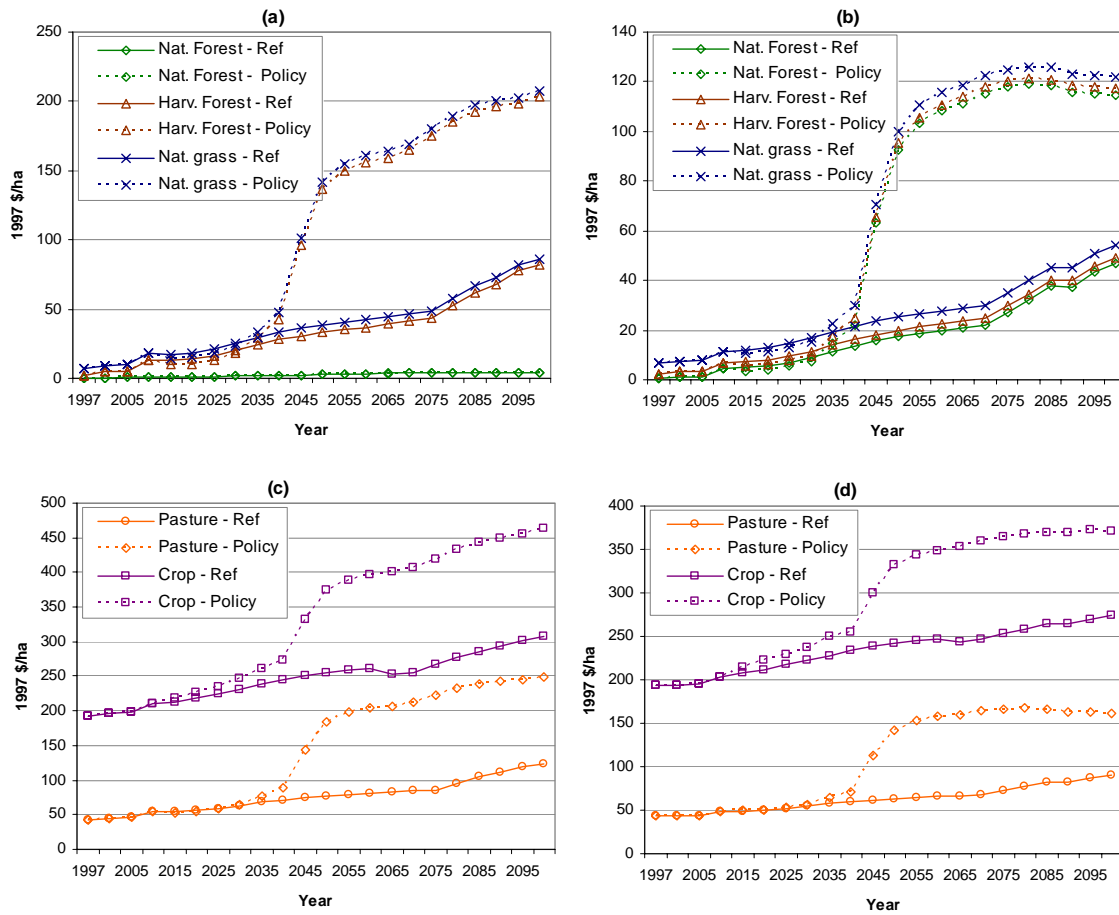 (a)
1997 $/ha
250
200
150
100
50
0
Nat. Forest - Ref
Nat. Forest - Policy
Harv. Forest - Ref
Harv. Forest - Policy
Nat. grass - Ref
Nat. grass - Policy
1997 2005 2015 2025 2035 2045 2055 2065 2075 2085 2095
Year
(b)
1997 $/ha
140
120
100
80
60
40
20
0
Nat. Forest - Ref
Nat. Forest - Policy
Harv. Forest - Ref
Harv. Forest - Policy
Nat. grass - Ref
Nat. grass - Policy
1997 2005 2015 2025 2035 2045 2055 2065 2075 2085 2095
Year
(c)
1997 $/ha
500
450
400
350
300
250
200
150
100
50
0
Pasture - Ref
Pasture - Policy
Crop - Ref
Crop - Policy
1997 2005 2015 2025 2035 2045 2055 2065 2075 2085 2095
Year
(d)
1997 $/ha
400
350
300
250
200
150
100
50
0
Pasture - Ref
Pasture - Policy
Crop - Ref
Crop - Policy
1997 2005 2015 2025 2035 2045 2055 2065 2075 2085 2095
Year